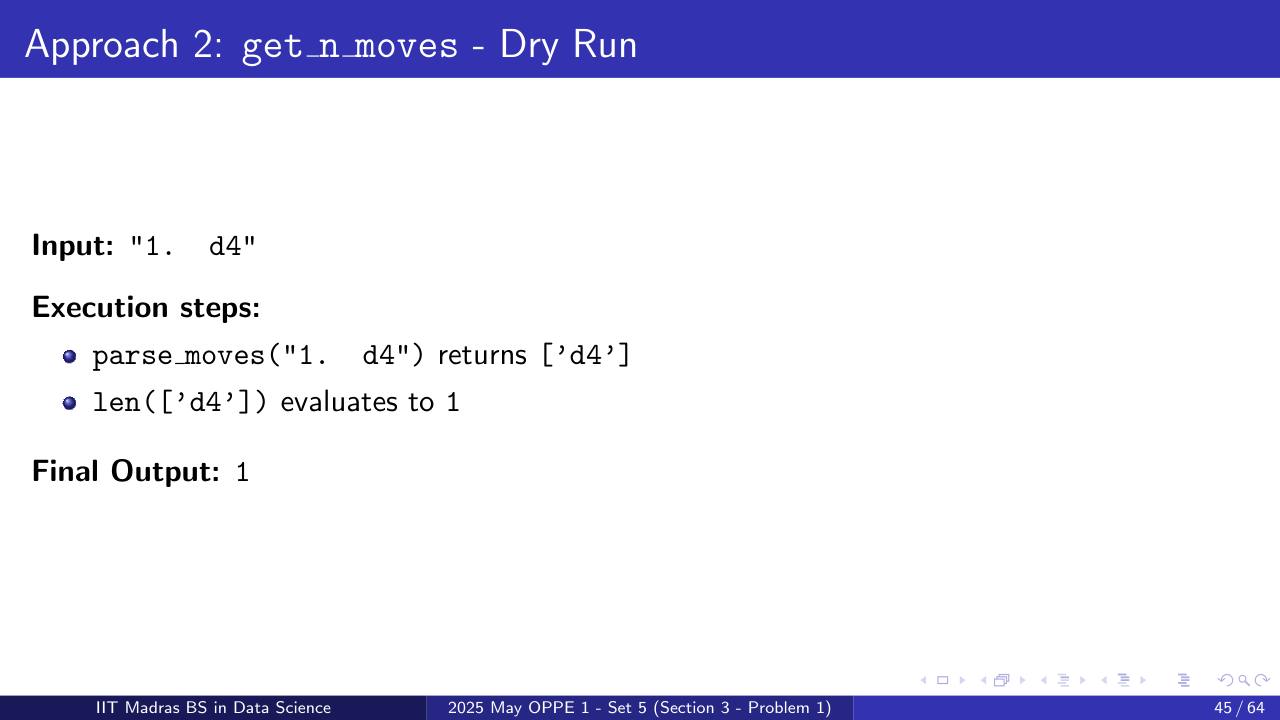 Approach 2: get_n_moves - Dry Run
Input: "1.  d4"
Execution steps:
parse_moves("1.  d4") returns ['d4']
len(['d4']) evaluates to 1
Final Output: 1
IIT Madras BS in Data Science
2025 May OPPE 1 - Set 5 (Section 3 - Problem 1)
45 / 64